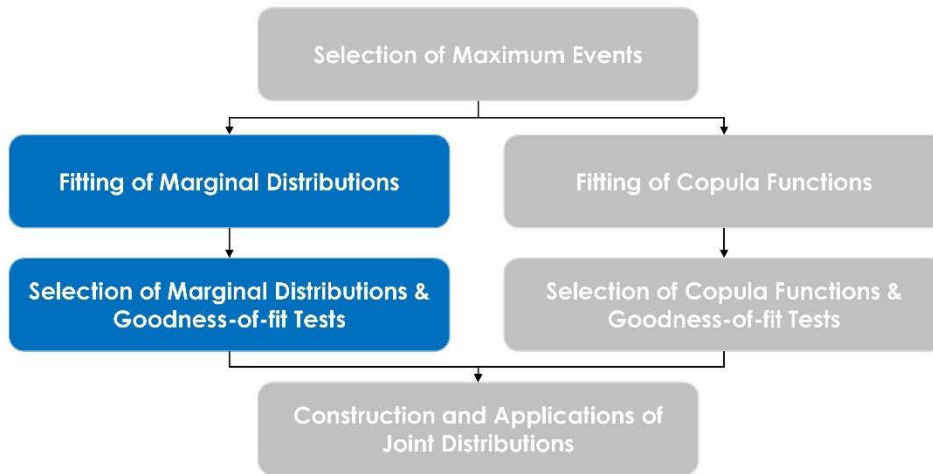 Selection of Maximum Events
Fitting of Marginal Distributions
Fitting of Copula Functions
Selection of Marginal Distributions &
Goodness-of-fit Tests
Selection of Copula Functions &
Goodness-of-fit Tests
Construction and Applications of
Joint Distributions